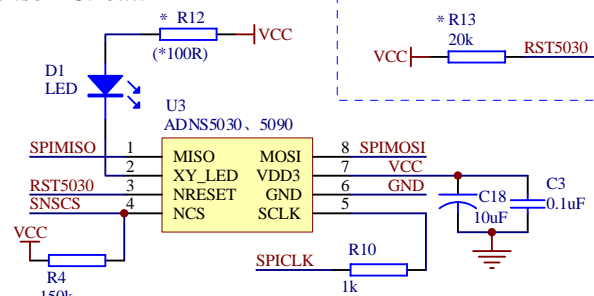 * R12
VCC
(*100R)
* R13
20k
VCC
RST5030
D1
LED
U3
ADNS5030、5090
SPIMISO
1
MISO
MOSI
8
SPIMOSI
2
XY_LED
VDD3
7
VCC
RST5030
3
NRESET
GND
6
GND
SNSCS
4
NCS
SCLK
5
C18
10uF
C3
0.1uF
VCC
R4
150k
SPICLK
R10
1k